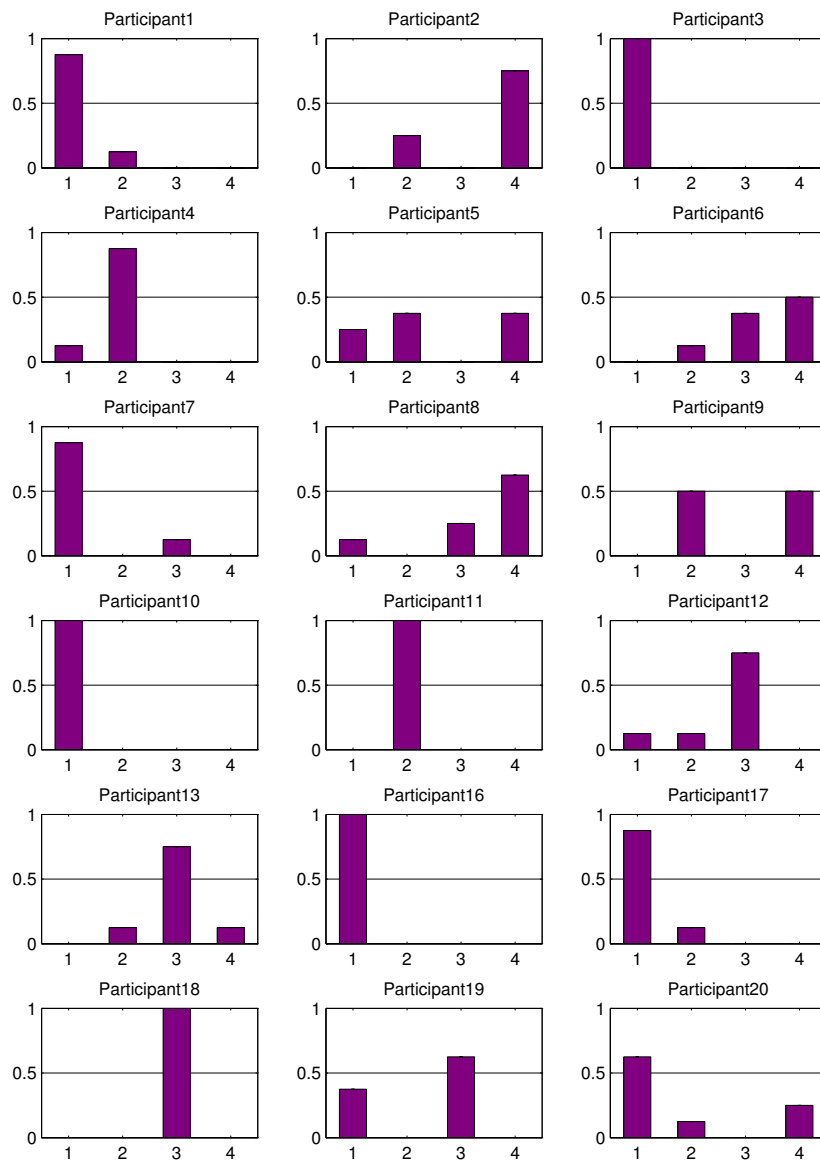 Participant1 Participant2 Participant3
1 1 1
0.5 0.5 0.5
0 0 0
1 2 3 4 1 2 3 4 1 2 3 4
Participant4 Participant5 Participant6
1 1 1
0.5 0.5 0.5
0 0 0
1 2 3 4 1 2 3 4 1 2 3 4
Participant7 Participant8 Participant9
1 1 1
0.5 0.5 0.5
0 0 0
1 2 3 4 1 2 3 4 1 2 3 4
Participant10 Participant11 Participant12
1 1 1
0.5 0.5 0.5
0 0 0
1 2 3 4 1 2 3 4 1 2 3 4
Participant13 Participant16 Participant17
1 1 1
0.5 0.5 0.5
0 0 0
1 2 3 4 1 2 3 4 1 2 3 4
Participant18 Participant19 Participant20
1 1 1
0.5 0.5 0.5
0 0 0
1 2 3 4 1 2 3 4 1 2 3 4